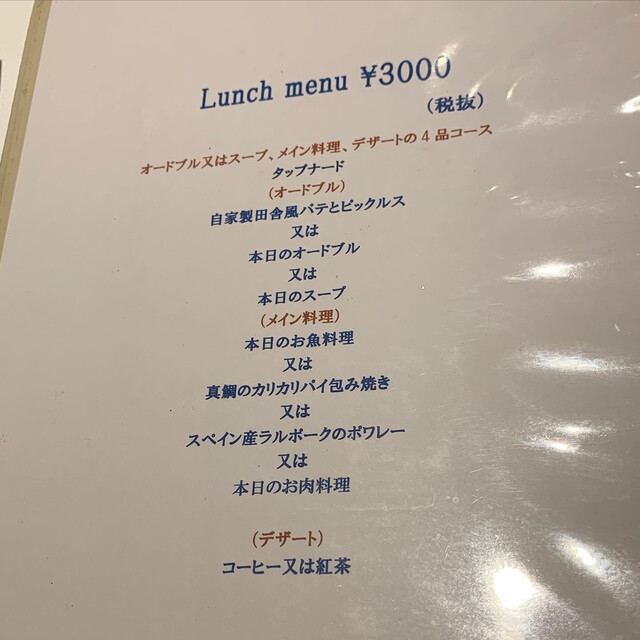 Lunch menu ¥3000
（税抜）
オードブル又はスープ、メイン料理、デザートの4品コース
タップナード
（オードブル）
自家製田舎風パテとピックルス
又は
本日のオードブル
又は
本日のスープ
（メイン料理）
本日のお魚料理
又は
真鯛のカリカリパイ包み焼き
又は
スペイン産ラルポークのポワレー
又は
本日のお肉料理
（デザート）
コーヒー又は紅茶